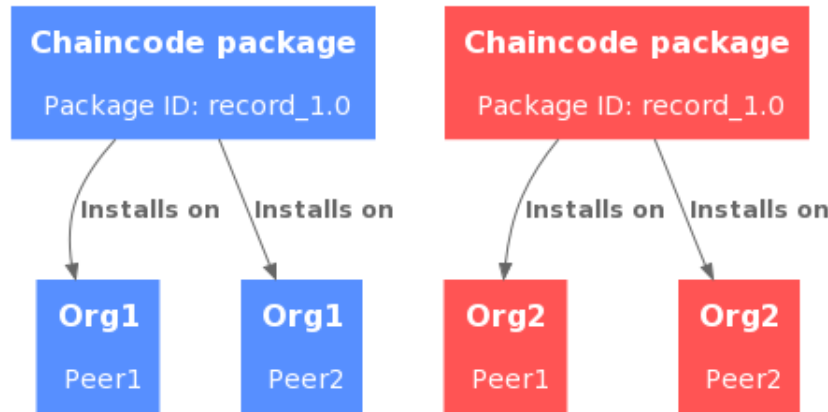 Chaincode package
Package ID: record_1.0
Chaincode package
Package ID: record_1.0
Installs on
Installs on
Installs on
Installs on
Org1
Peer1
Org1
Peer2
Org2
Peer1
Org2
Peer2